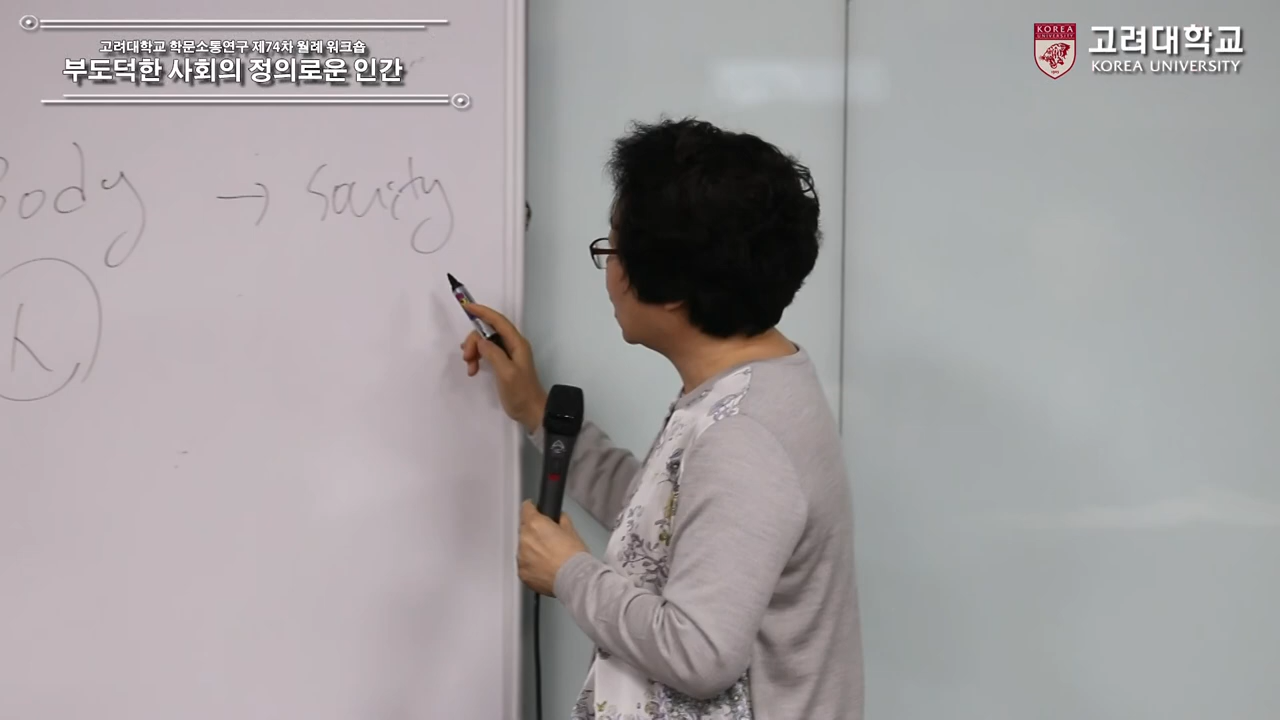 고려대학교 학문소통연구 제74차 월례 워크숍
부도덕한 사회의 정의로운 인간
KOREA
UNIVERSITY
고려대학교
KOREA UNIVERSITY
Body → Society